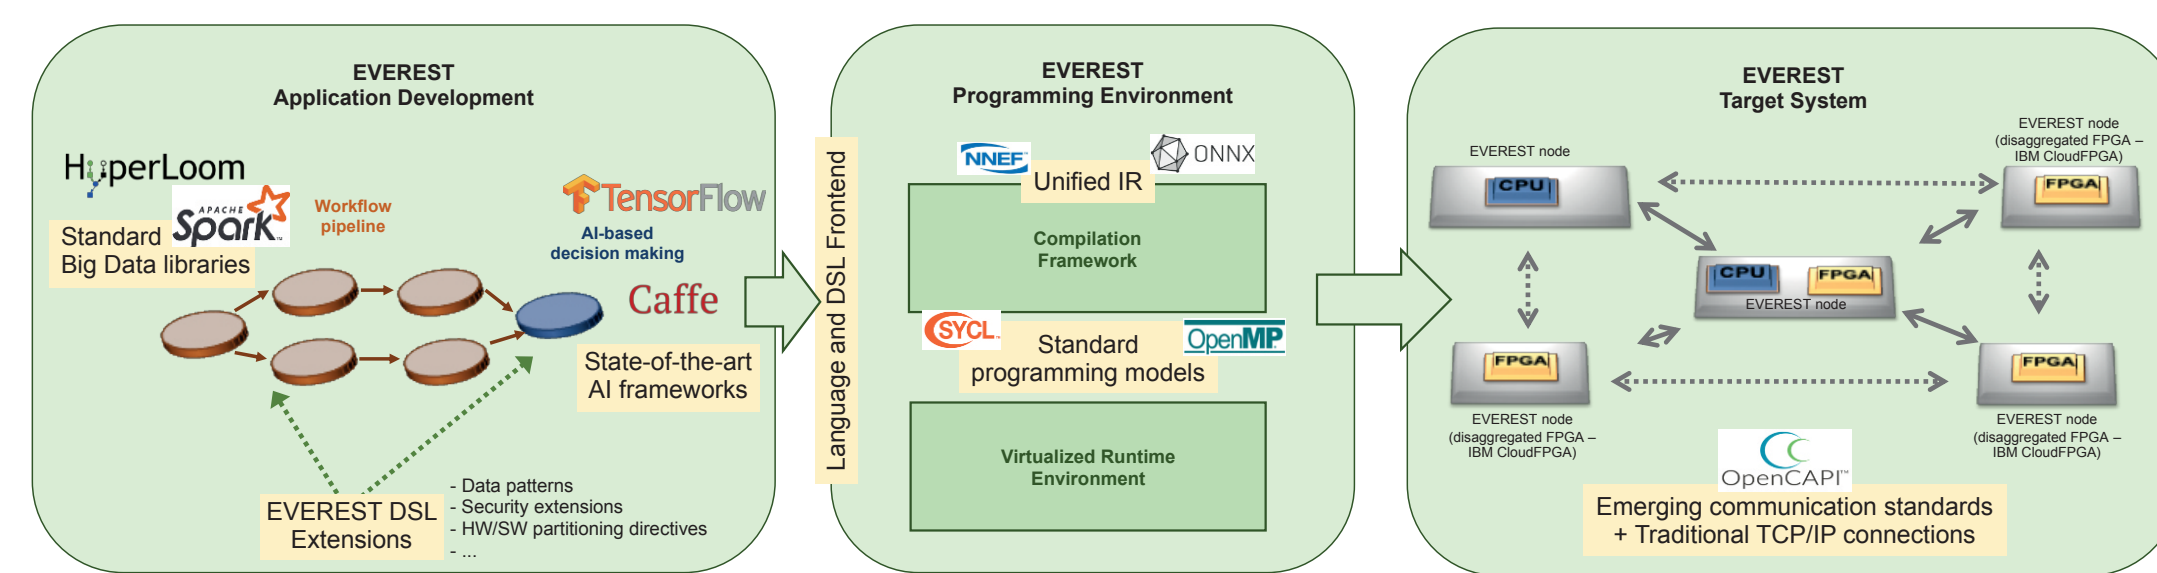 EVEREST
Application Development
HyperLoom
APACHE
Spark
Standard
Big Data libraries
Workflow
pipeline
TensorFlow
AI-based
decision making
Caffe
State-of-the-art
AI frameworks
EVEREST DSL
Extensions
- Data patterns
- Security extensions
- HW/SW partitioning directives
- ...
EVEREST
Programming Environment
Language and DSL Frontend
NNEF
ONNX
Unified IR
Compilation
Framework
SYCL
OpenMP
Standard
programming models
Virtualized Runtime
Environment
EVEREST
Target System
EVEREST node
CPU
EVEREST node
(disaggregated FPGA –
IBM CloudFPGA)
FPGA
CPU
FPGA
EVEREST node
FPGA
EVEREST node
(disaggregated FPGA –
IBM CloudFPGA)
FPGA
EVEREST node
(disaggregated FPGA –
IBM CloudFPGA)
OpenCAPI™
Emerging communication standards
+ Traditional TCP/IP connections